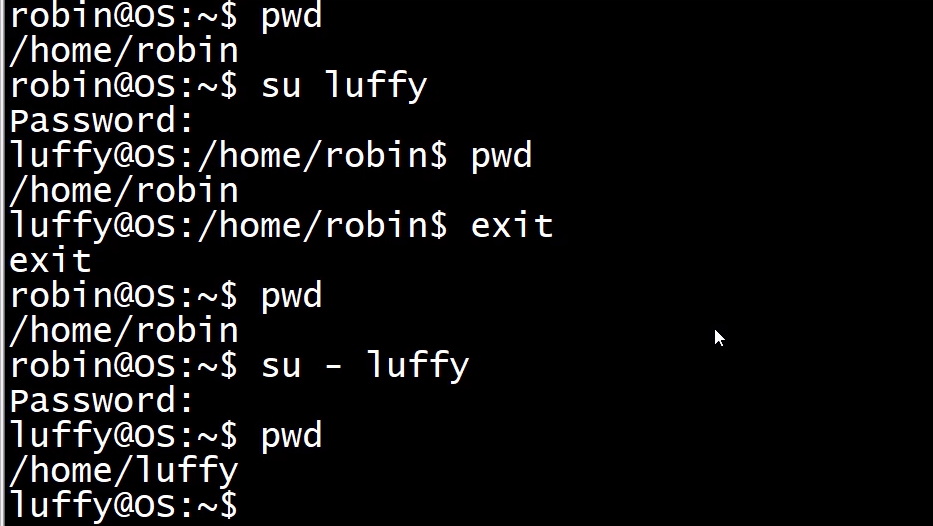 robin@OS:~$ pwd
/home/robin
robin@OS:~$ su luffy
Password:
luffy@OS:/home/robin$ pwd
/home/robin
luffy@OS:/home/robin$ exit
exit
robin@OS:~$ pwd
/home/robin
robin@OS:~$ su - luffy
Password:
luffy@OS:~$ pwd
/home/luffy
luffy@OS:~$